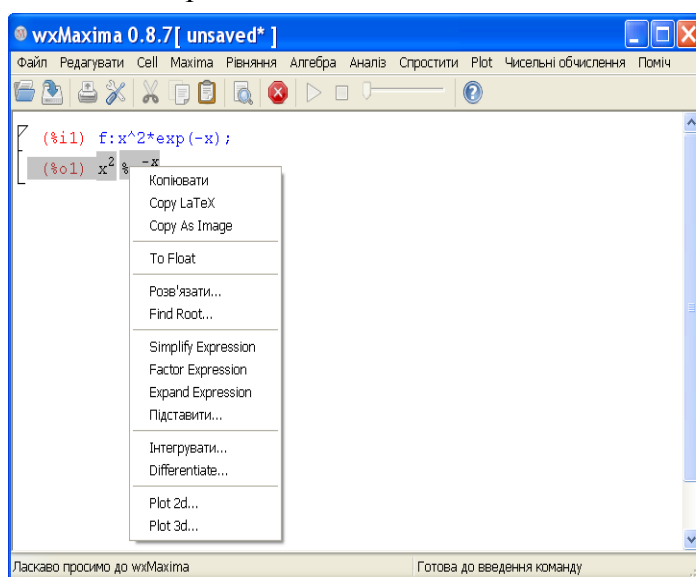 wxMaxima 0.8.7[ unsaved* ]
Файл Редагувати Cell Maxima Рівняння Алгебра Аналіз Спростити Plot Чисельні обчислення Поміч
(%i1) f:x^2*exp(-x);
(%o1) x² % -x
Копіювати
Copy LaTeX
Copy As Image
To Float
Розв'язати...
Find Root...
Simplify Expression
Factor Expression
Expand Expression
Підставити...
Інтегрувати...
Differentiate...
Plot 2d...
Plot 3d...
Ласкаво просимо до wxMaxima
Готова до введення команду